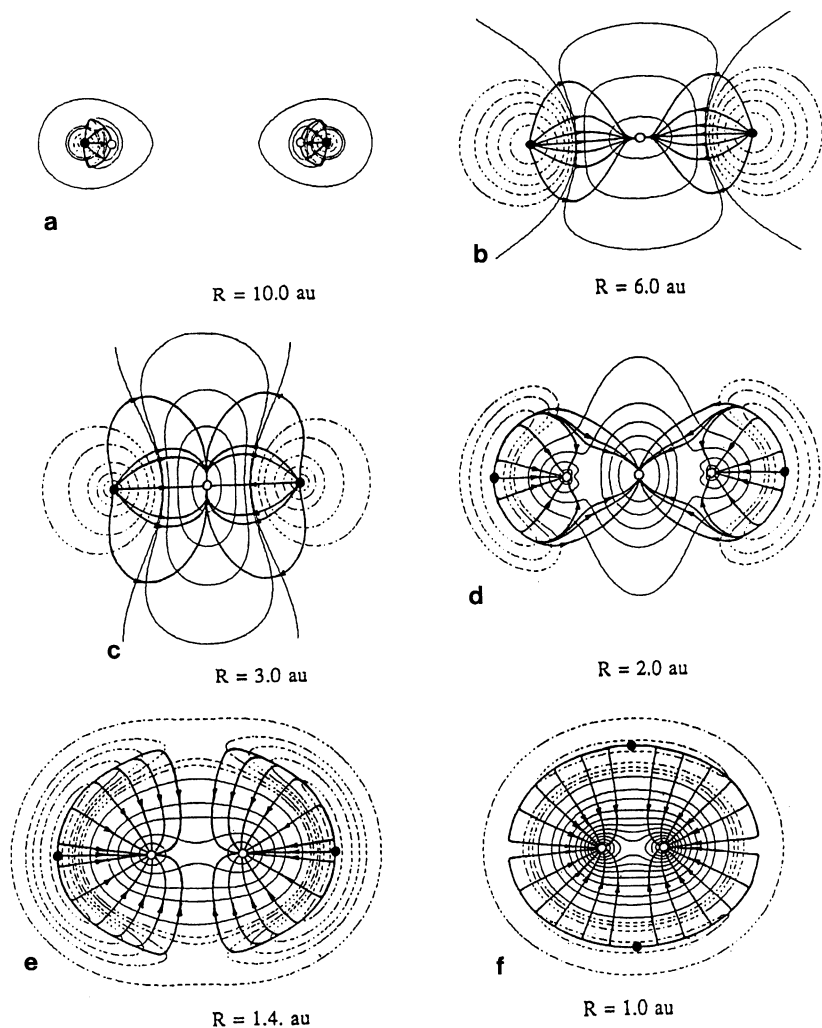 a
R = 10.0 au
b
R = 6.0 au
c
R = 3.0 au
d
R = 2.0 au
e
R = 1.4. au
f
R = 1.0 au